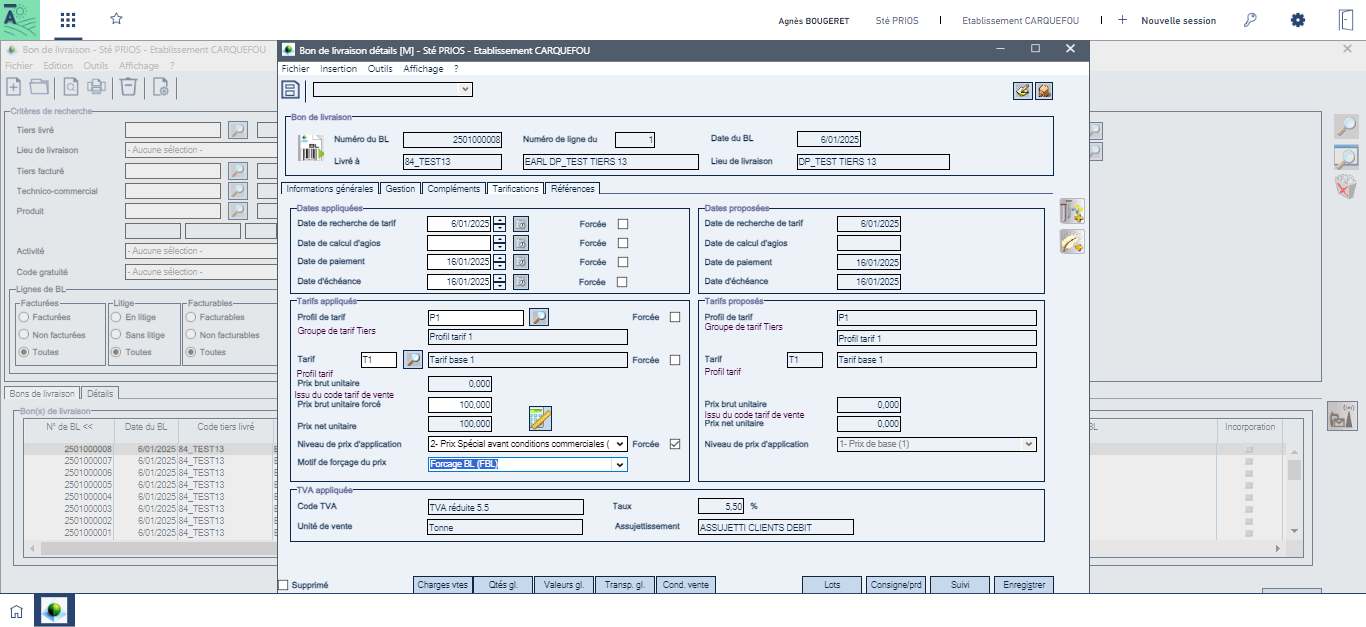 Agnès BOUGERET
Sté PRIOS
Etablissement CARQUEFOU
Nouvelle session
Bon de livraison - Sté PRIOS - Etablissement CARQUEFOU
Fichier Edition Outils Affichage ?
Critères de recherche
Tiers livré
Lieu de livraison - Aucune sélection -
Tiers facturé
Technico-commercial
Produit
Activité - Aucune sélection -
Code gratuité - Aucune sélection -
Lignes de BL
Facturées Litige Facturables
Facturées En litige Facturables
Non facturées Sans litige Non facturables
Toutes Toutes Toutes
Bons de livraison Détails
Bon(s) de livraison
N° de BL << Date du BL Code tiers livré BL Incorporation
2501000008 6/01/2025 84_TEST13
2501000007 6/01/2025 84_TEST13
2501000006 6/01/2025 84_TEST13
2501000005 6/01/2025 84_TEST13
2501000004 6/01/2025 84_TEST13
2501000003 6/01/2025 84_TEST13
2501000002 6/01/2025 84_TEST13
2501000001 6/01/2025 84_TEST13
Bon de livraison détails [M] - Sté PRIOS - Etablissement CARQUEFOU
Fichier Insertion Outils Affichage ?
Bon de livraison
BL
Numéro du BL 2501000008 Numéro de ligne du 1 Date du BL 6/01/2025
Livré à 84_TEST13 EARL DP_TEST TIERS 13 Lieu de livraison DP_TEST TIERS 13
Informations générales Gestion Compléments Tarifications Références
Dates appliquées
Date de recherche de tarif 6/01/2025 Forcée
Date de calcul d'agios Forcée
Date de paiement 16/01/2025 Forcée
Date d'échéance 16/01/2025 Forcée
Dates proposées
Date de recherche de tarif 6/01/2025
Date de calcul d'agios
Date de paiement 16/01/2025
Date d'échéance 16/01/2025
Tarifs appliqués
Profil de tarif P1 Forcée
Groupe de tarif Tiers Profil tarif 1
Tarif T1 Tarif base 1 Forcée
Profil tarif
Prix brut unitaire 0,000
Issu du code tarif de vente
Prix brut unitaire forcé 100,000
Prix net unitaire 100,000
Niveau de prix d'application 2- Prix Spécial avant conditions commerciales ( Forcée
Motif de forçage du prix Forcage BL (FBL)
Tarifs proposés
Profil de tarif P1
Groupe de tarif Tiers
Profil tarif 1
Tarif T1 Tarif base 1
Profil tarif
Prix brut unitaire 0,000
Issu du code tarif de vente
Prix net unitaire 0,000
Niveau de prix d'application 1- Prix de base (1)
TVA appliquée
Code TVA TVA réduite 5.5 Taux 5,50 %
Unité de vente Tonne Assujettissement ASSUJETTI CLIENTS DEBIT
Supprimé Charges vtes Qtés gl. Valeurs gl. Transp. gl. Cond. vente Lots Consigne/prd Suivi Enregistrer